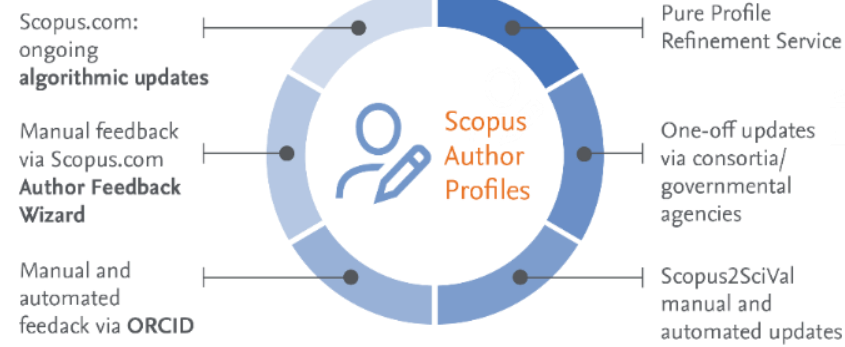 Scopus.com:
ongoing
algorithmic updates
Manual feedback
via Scopus.com
Author Feedback
Wizard
Manual and
automated
feedack via ORCID
Scopus
Author
Profiles
Pure Profile
Refinement Service
One-off updates
via consortia/
governmental
agencies
Scopus2SciVal
manual and
automated updates